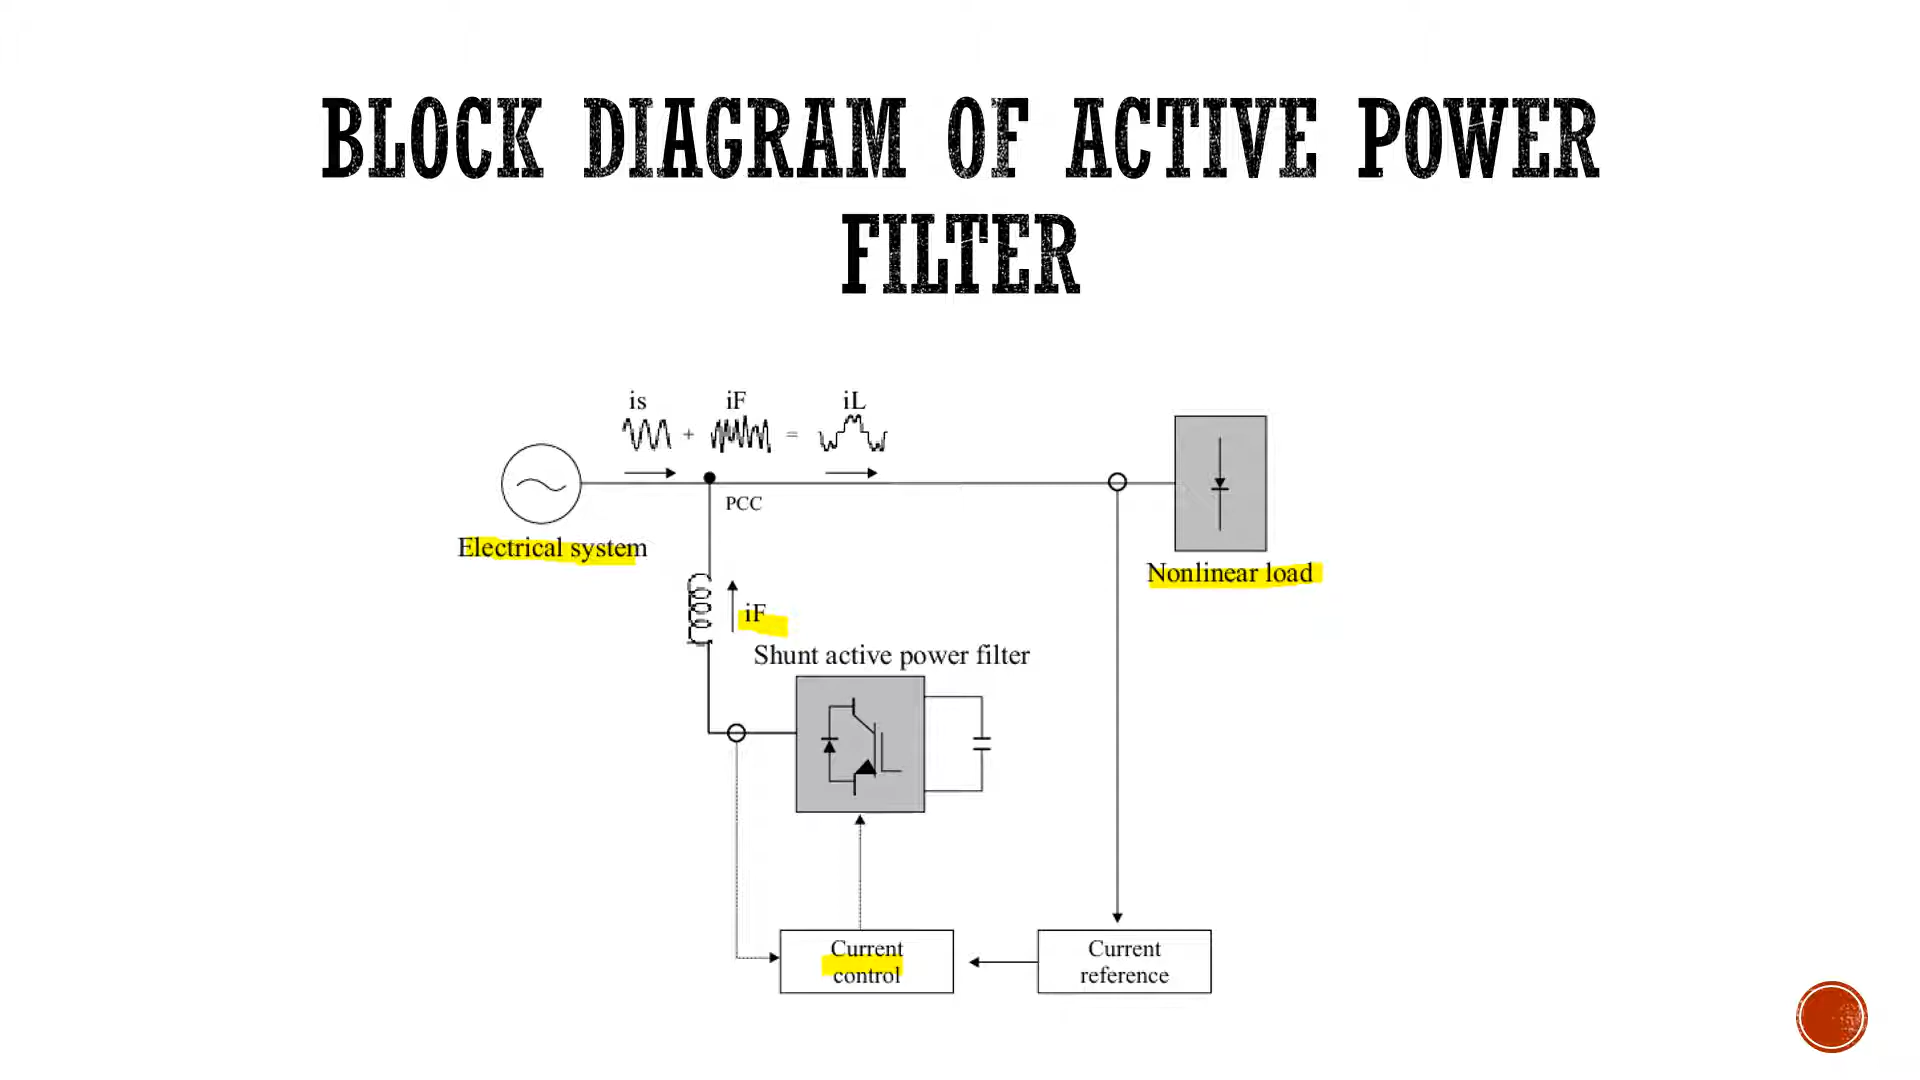 BLOCK DIAGRAM OF ACTIVE POWER
FILTER
is + iF = iL
PCC
Electrical system
Nonlinear load
iF
Shunt active power filter
Current
control
Current
reference